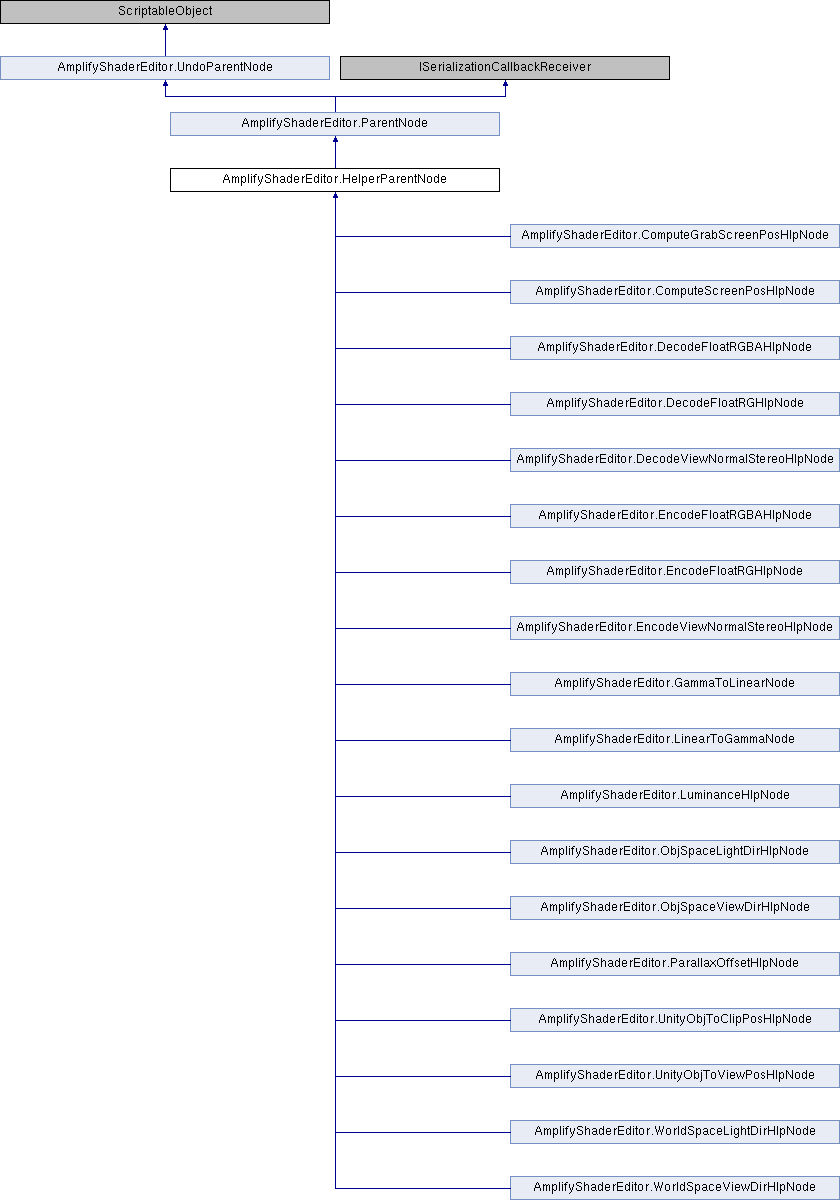 ScriptableObject
AmplifyShaderEditor.UndoParentNode
ISerializationCallbackReceiver
AmplifyShaderEditor.ParentNode
AmplifyShaderEditor.HelperParentNode
AmplifyShaderEditor.ComputeGrabScreenPosHlpNode
AmplifyShaderEditor.ComputeScreenPosHlpNode
AmplifyShaderEditor.DecodeFloatRGBAHlpNode
AmplifyShaderEditor.DecodeFloatRGHlpNode
AmplifyShaderEditor.DecodeViewNormalStereoHlpNode
AmplifyShaderEditor.EncodeFloatRGBAHlpNode
AmplifyShaderEditor.EncodeFloatRGHlpNode
AmplifyShaderEditor.EncodeViewNormalStereoHlpNode
AmplifyShaderEditor.GammaToLinearNode
AmplifyShaderEditor.LinearToGammaNode
AmplifyShaderEditor.LuminanceHlpNode
AmplifyShaderEditor.ObjSpaceLightDirHlpNode
AmplifyShaderEditor.ObjSpaceViewDirHlpNode
AmplifyShaderEditor.ParallaxOffsetHlpNode
AmplifyShaderEditor.UnityObjToClipPosHlpNode
AmplifyShaderEditor.UnityObjToViewPosHlpNode
AmplifyShaderEditor.WorldSpaceLightDirHlpNode
AmplifyShaderEditor.WorldSpaceViewDirHlpNode